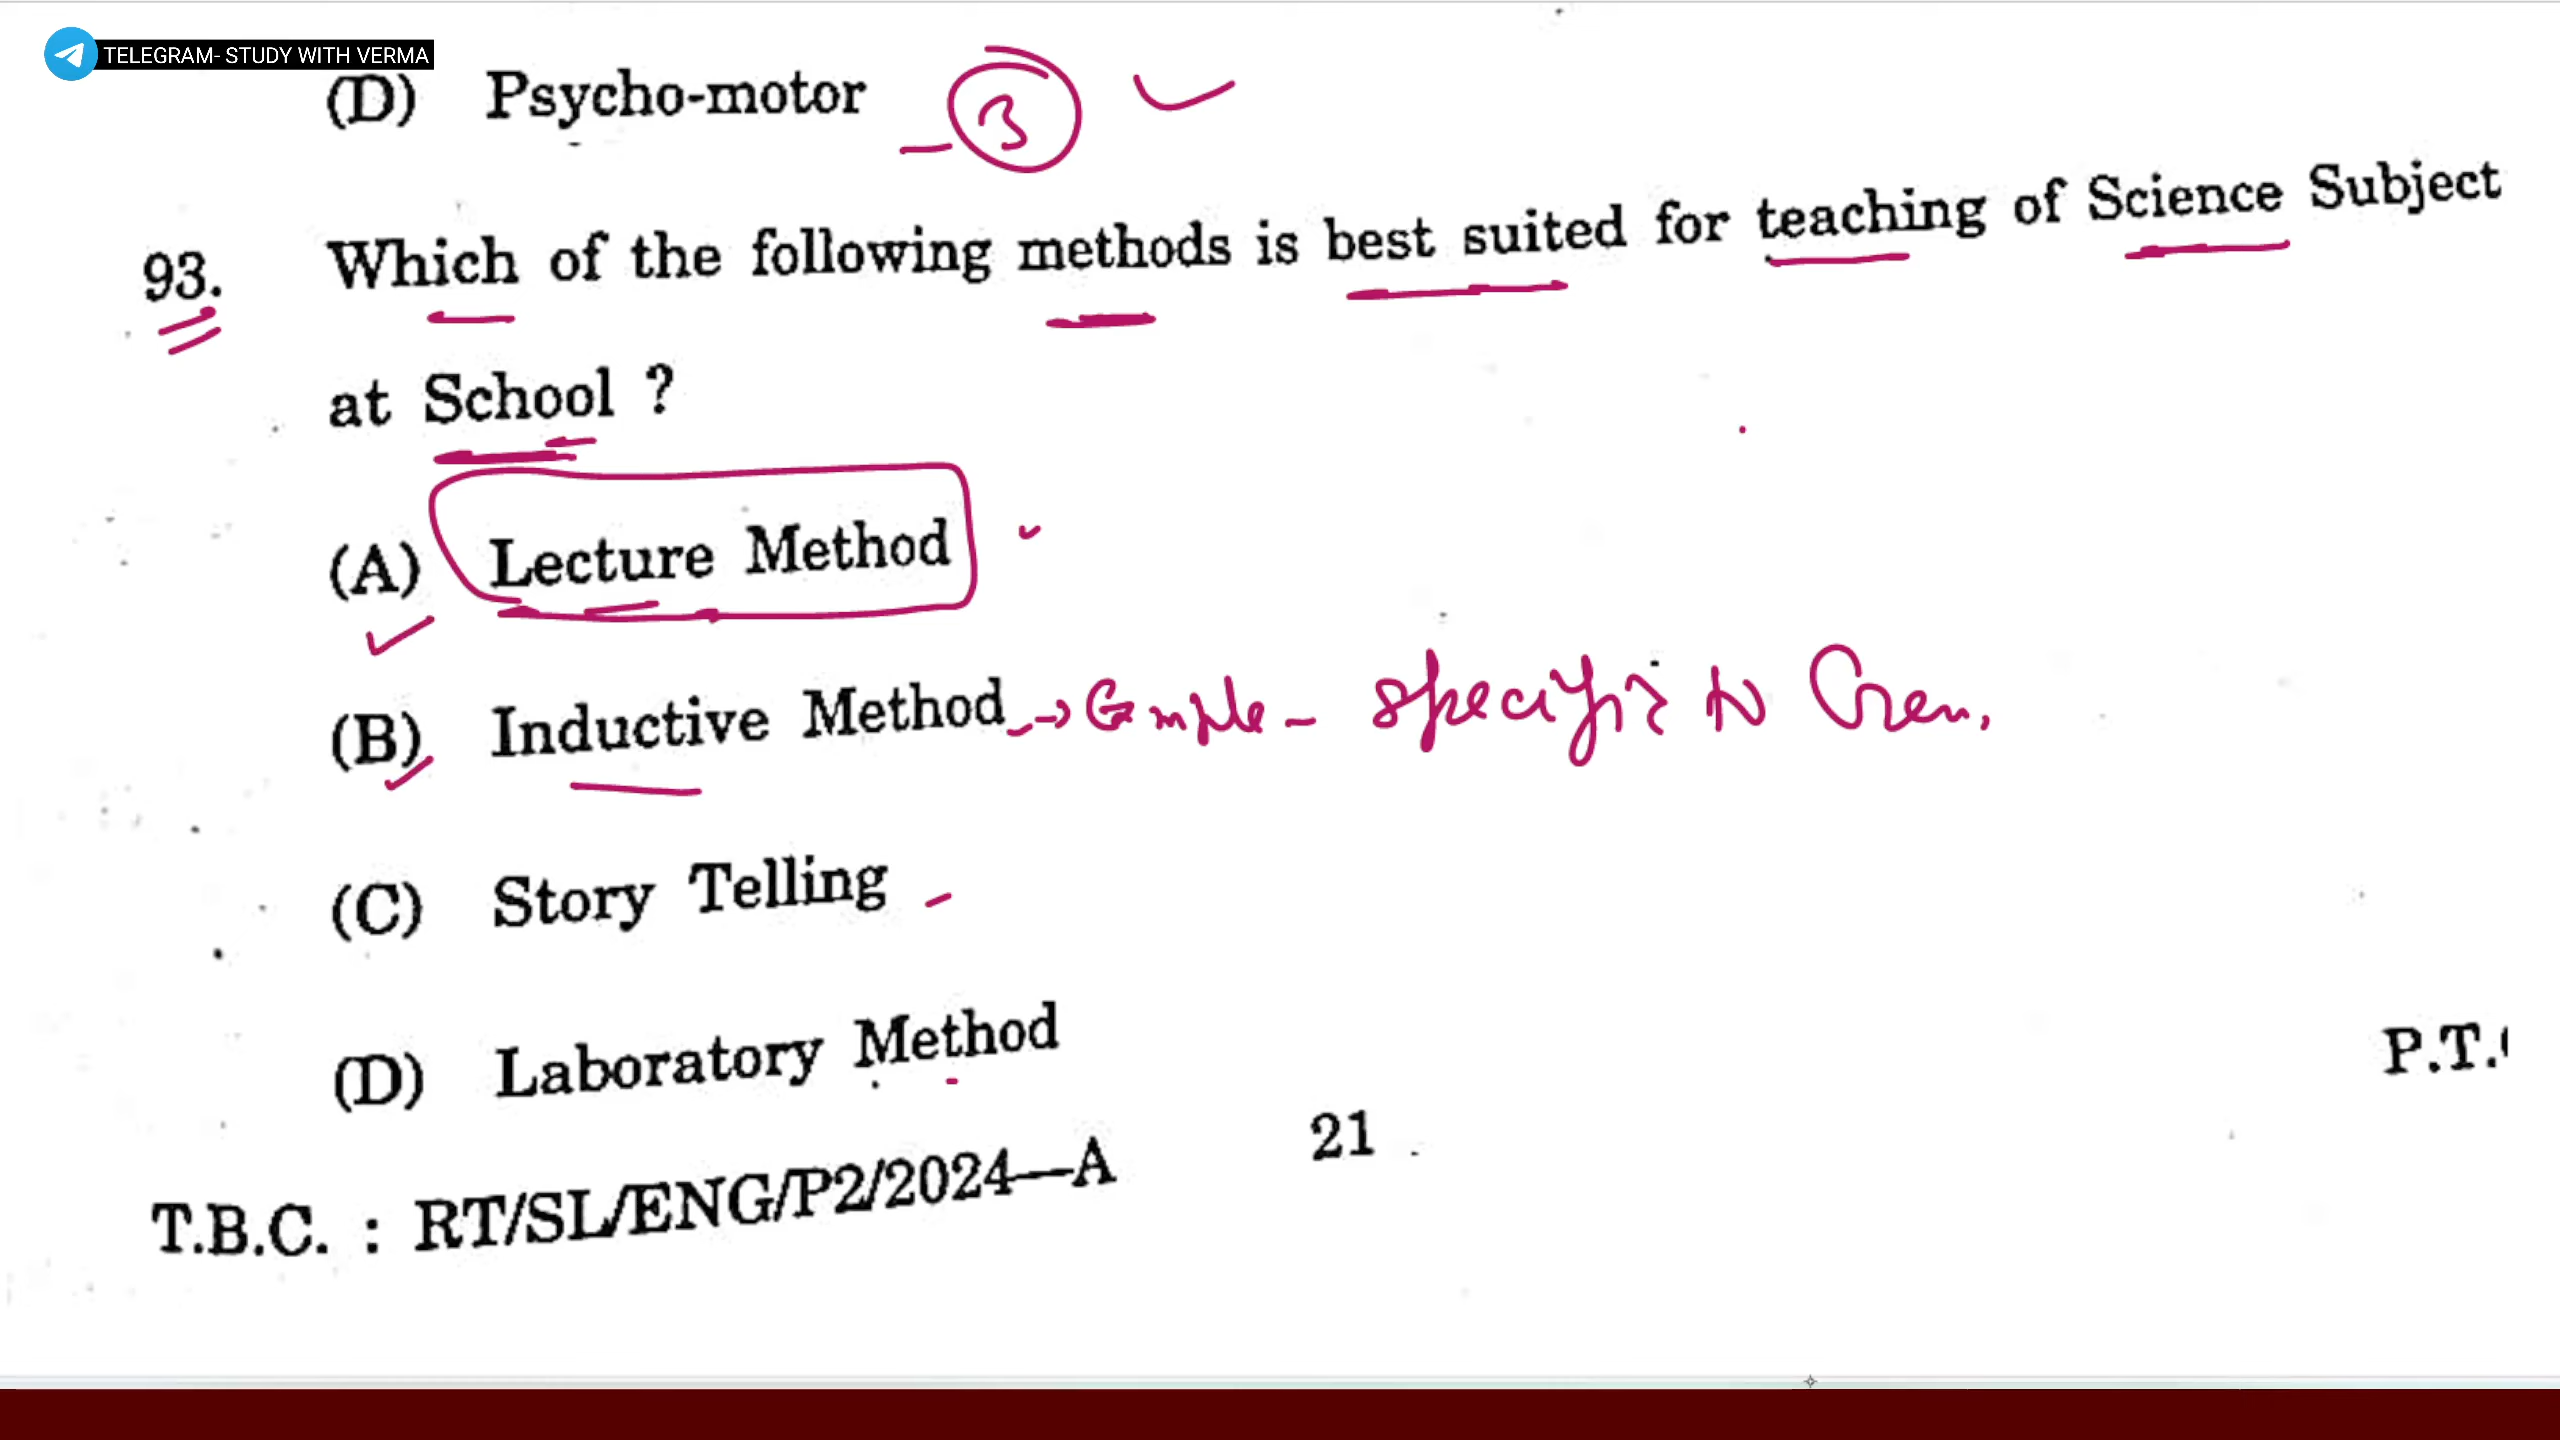 TELEGRAM- STUDY WITH VERMA
(D) Psycho-motor - 3
93. Which of the following methods is best suited for teaching of Science Subject
at School ?
(A) Lecture Method
(B) Inductive Method → - specific to Gen.
(C) Story Telling -
(D) Laboratory Method
P.T.
21
T.B.C. : RT/SL/ENG/P2/2024—A